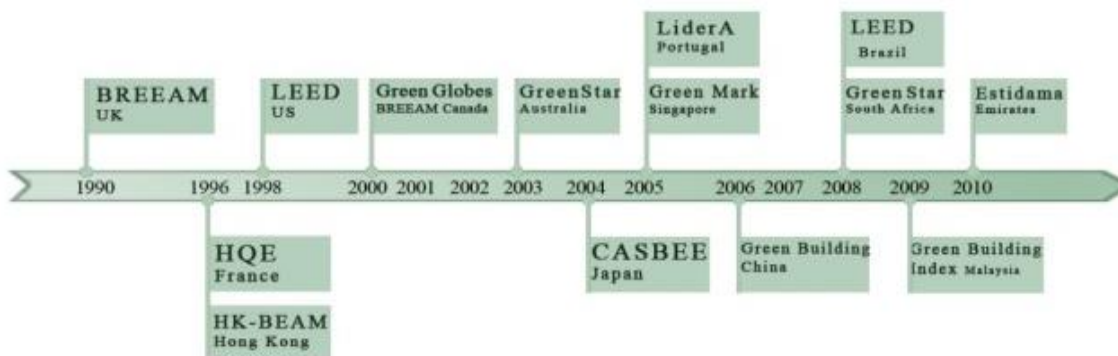 LiderA
Portugal
LEED
Brazil
BREEAM
UK
LEED
US
Green Globes
BREEAM Canada
GreenStar
Australia
Green Mark
Singapore
Green Star
South Africa
Estidama
Emirates
1990 1996 1998 2000 2001 2002 2003 2004 2005 2006 2007 2008 2009 2010
HQE
France
HK-BEAM
Hong Kong
CASBEE
Japan
Green Building
China
Green Building
Index Malaysia